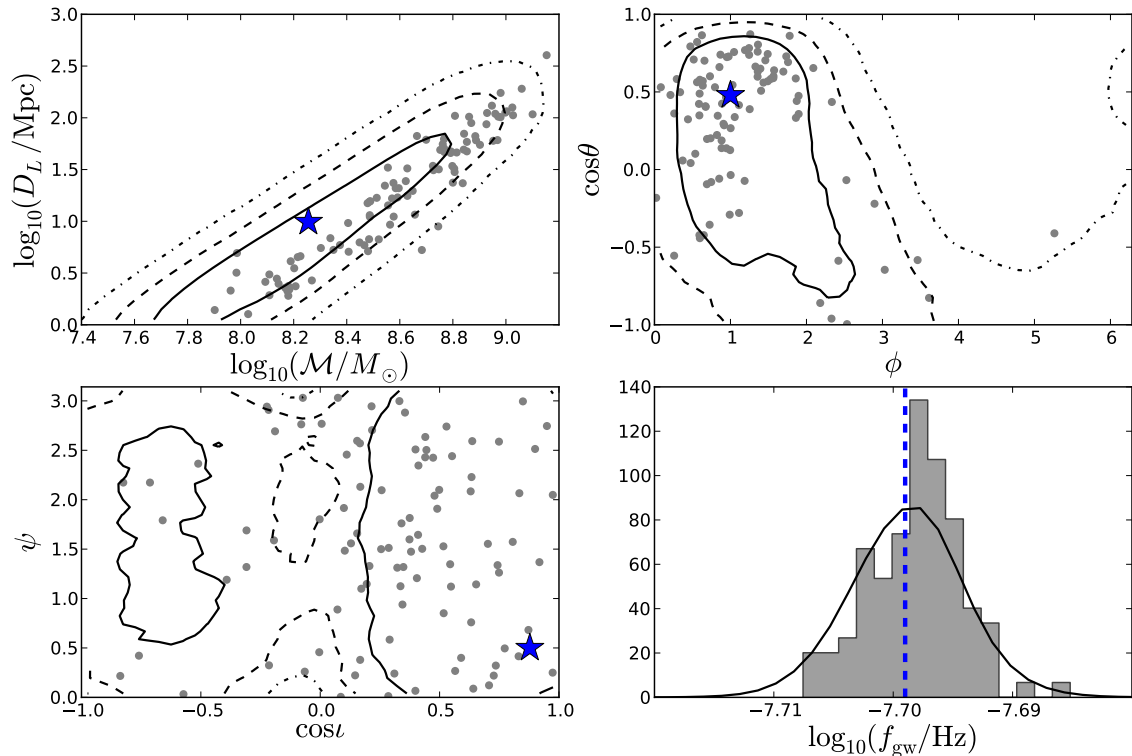 3.0 2.5 2.0 1.5 1.0 0.5 0.0
log₁₀(D_L /Mpc)
7.4 7.6 7.8 8.0 8.2 8.4 8.6 8.8 9.0
log₁₀(ℳ/M⊙)
1.0 0.5 0.0 −0.5 −1.0
cosθ
0 1 2 3 4 5 6
ϕ
3.0 2.5 2.0 1.5 1.0 0.5 0.0
ψ
−1.0 −0.5 0.0 0.5 1.0
cosι
140 120 100 80 60 40 20 0
−7.71 −7.70 −7.69
log₁₀(f_gw/Hz)